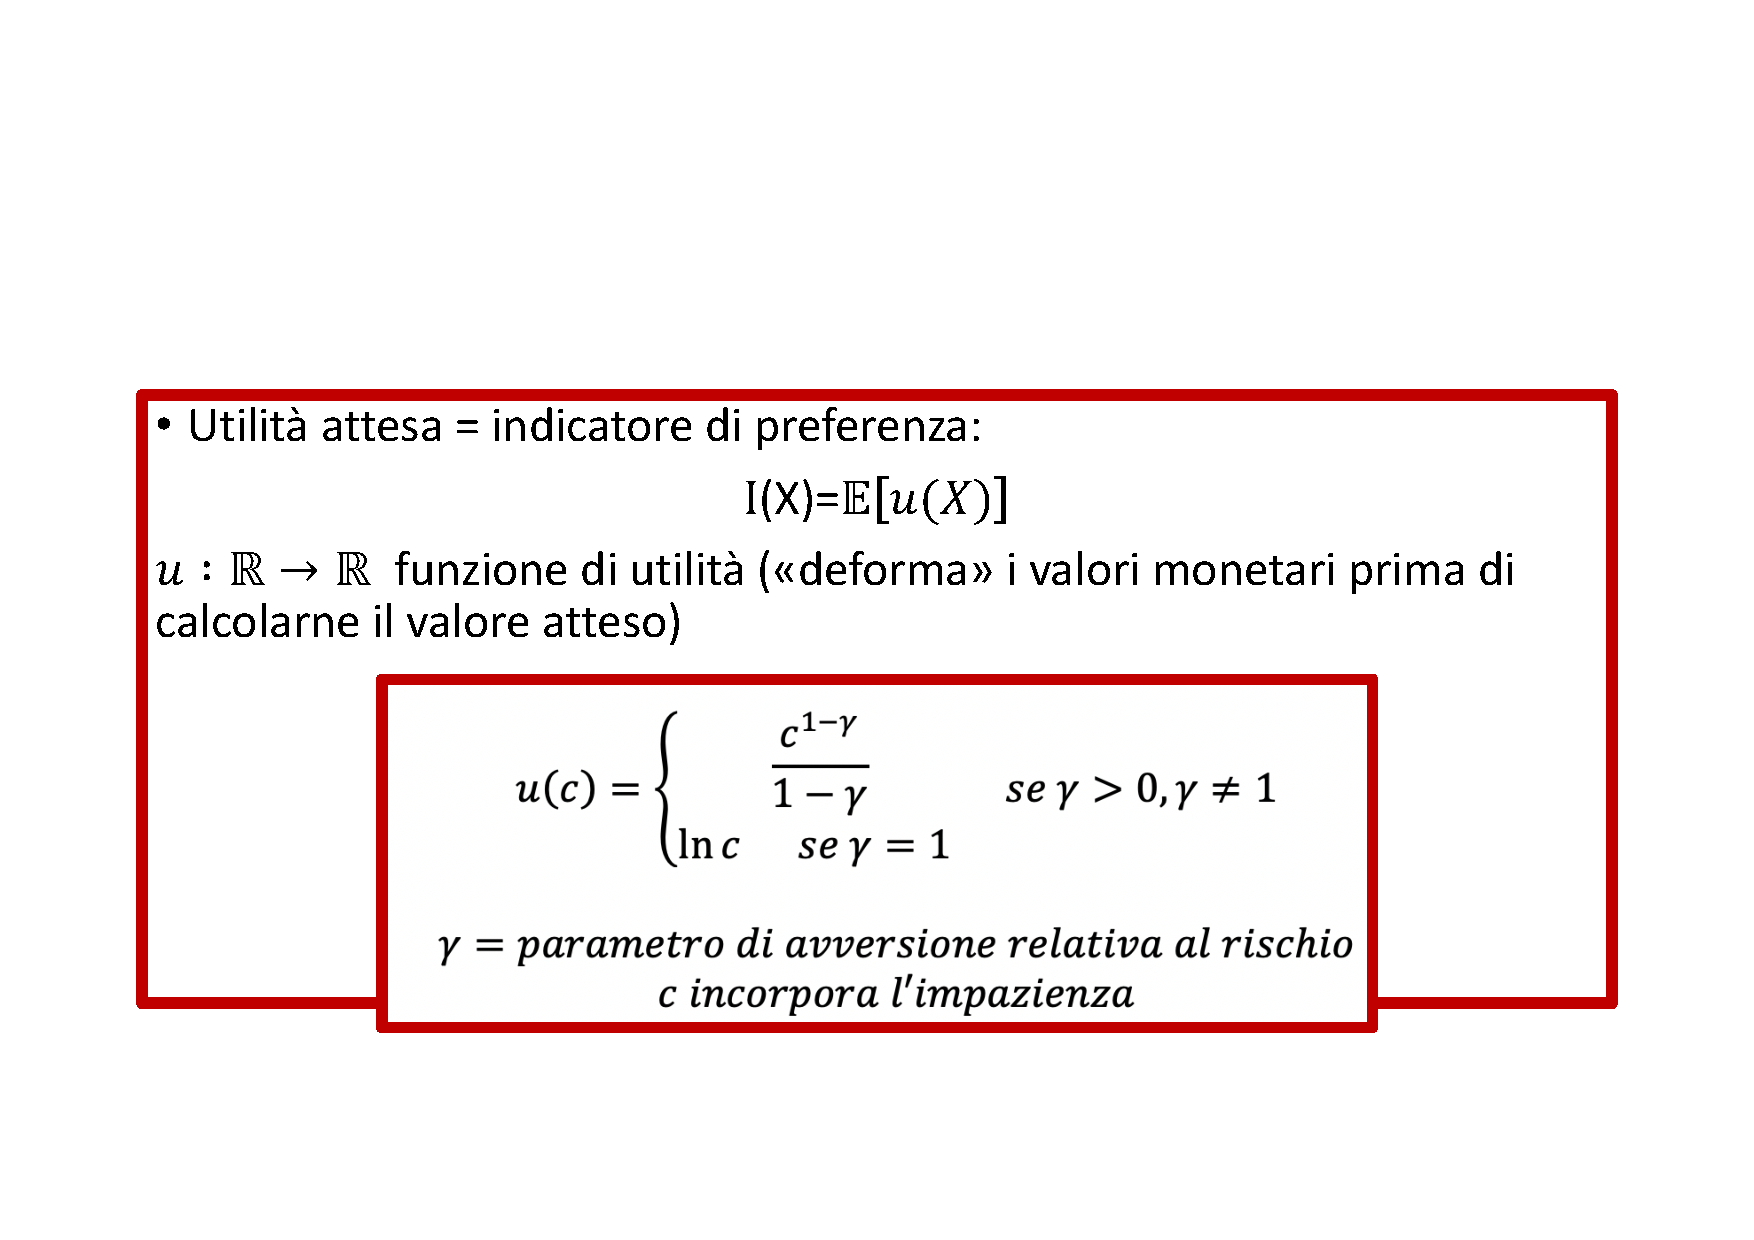 • Utilità attesa = indicatore di preferenza:
I(X)=𝔼[u(X)]
u : ℝ → ℝ funzione di utilità («deforma» i valori monetari prima di
calcolarne il valore atteso)
u(c) = { c^{1−γ} / (1 − γ) se γ > 0, γ ≠ 1
ln c se γ = 1
γ = parametro di avversione relativa al rischio
c incorpora l′impazienza